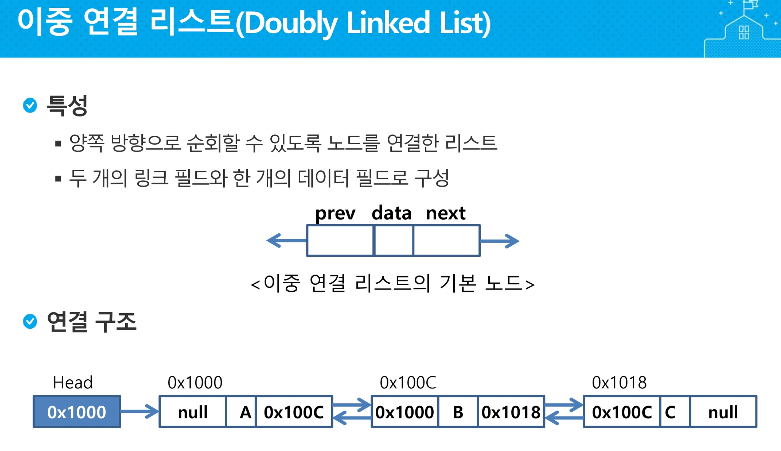 이중 연결 리스트(Doubly Linked List)
특성
▪ 양쪽 방향으로 순회할 수 있도록 노드를 연결한 리스트
▪ 두 개의 링크 필드와 한 개의 데이터 필드로 구성
prev data next
<이중 연결 리스트의 기본 노드>
연결 구조
Head 0x1000 0x100C 0x1018
0x1000 null A 0x100C 0x1000 B 0x1018 0x100C C null